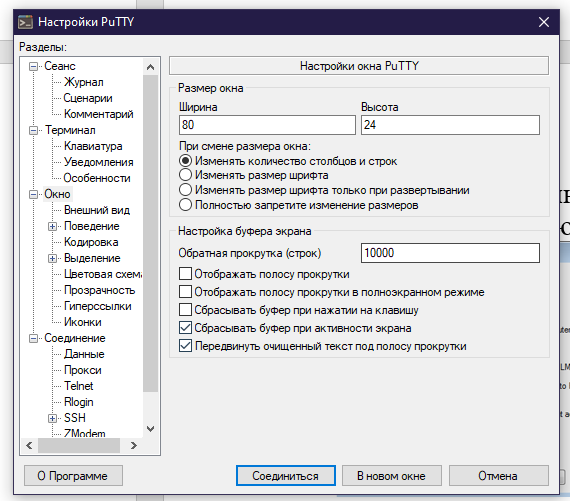 Настройки PuTTY
Разделы:
Сеанс
Журнал
Сценарии
Комментарий
Терминал
Клавиатура
Уведомления
Особенности
Окно
Внешний вид
Поведение
Кодировка
Выделение
Цветовая схема
Прозрачность
Гиперссылки
Иконки
Соединение
Данные
Прокси
Telnet
Rlogin
SSH
ZModem
Настройки окна PuTTY
Размер окна
Ширина Высота
80 24
При смене размера окна:
Изменять количество столбцов и строк
Изменять размер шрифта
Изменять размер шрифта только при развертывании
Полностью запретите изменение размеров
Настройка буфера экрана
Обратная прокрутка (строк) 10000
Отображать полосу прокрутки
Отображать полосу прокрутки в полноэкранном режиме
Сбрасывать буфер при нажатии на клавишу
Сбрасывать буфер при активности экрана
Передвинуть очищенный текст под полосу прокрутки
О Программе Соединиться В новом окне Отмена